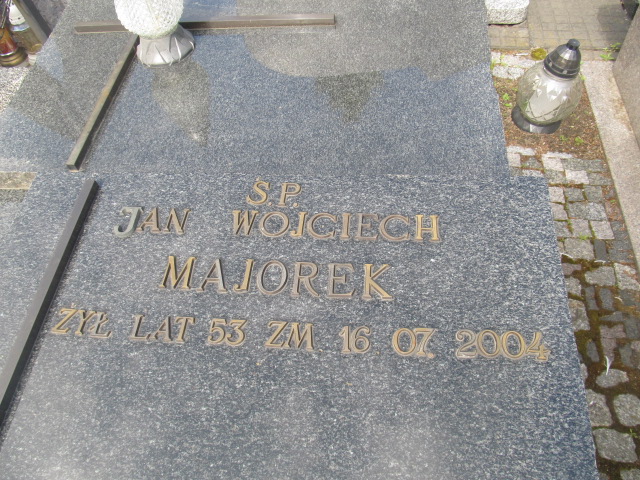 Ś.P.
JAN WOJCIECH
MAJOREK
ŻYŁ LAT 53 ZM 16 07. 2004